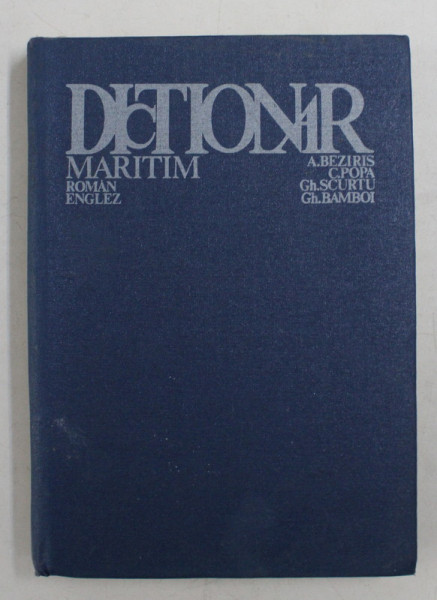 DICTIONAR
MARITIM
ROMÂN
ENGLEZ
A.BEZIRIS
C.POPA
Gh.SCURTU
Gh.BAMBOI